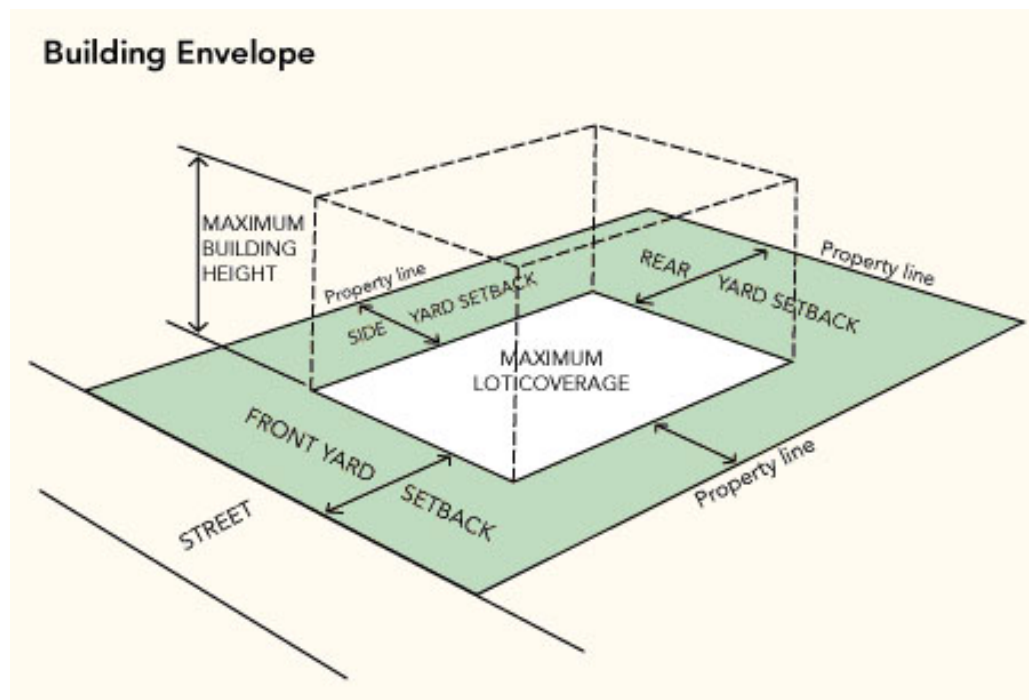 Building Envelope
MAXIMUM
BUILDING
HEIGHT
Property line
SIDE YARD SETBACK
REAR YARD SETBACK
Property line
MAXIMUM
LOTICOVERAGE
FRONT YARD SETBACK
Property line
STREET